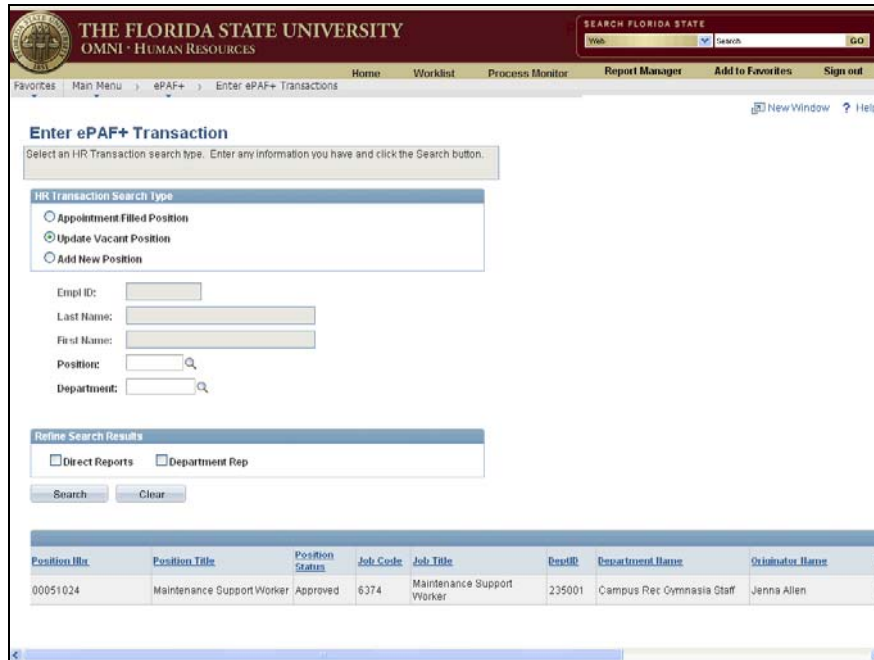 THE FLORIDA STATE UNIVERSITY
OMNI · HUMAN RESOURCES
SEARCH FLORIDA STATE
Web Search GO
Home Worklist Process Monitor Report Manager Add to Favorites Sign out
Favorites Main Menu > ePAF+ > Enter ePAF+ Transactions
New Window ? Help
Enter ePAF+ Transaction
Select an HR Transaction search type. Enter any information you have and click the Search button.
HR Transaction Search Type
Appointment Filled Position
Update Vacant Position
Add New Position
Empl ID:
Last Name:
First Name:
Position:
Department:
Refine Search Results
Direct Reports Department Rep
Search Clear
Position Nbr Position Title Position Status Job Code Job Title DeptID Department Name Originator Name
00051024 Maintenance Support Worker Approved 6374 Maintenance Support Worker 235001 Campus Rec Gymnasia Staff Jenna Allen